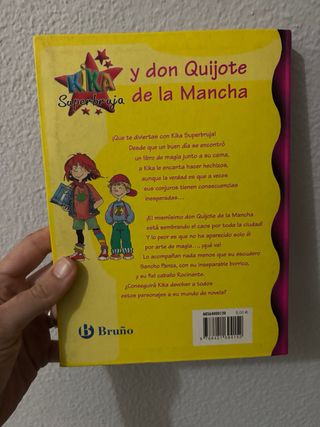 KIKA
Superbruja
y don Quijote
de la Mancha
¡Que te diviertas con Kika Superbruja!
Desde que un buen día se encontró
un libro de magia junto a su cama,
a Kika le encanta hacer hechizos,
aunque la verdad es que a veces
sus conjuros tienen consecuencias
inesperadas...
¡El mismísimo don Quijote de la Mancha
está sembrando el caos por toda la ciudad!
Y lo peor es que no ha aparecido solo él
por arte de magia..., ¡qué va!
Lo acompañan nada menos que su escudero
Sancho Panza, con su inseparable borrico,
y su fiel caballo Rocinante.
¿Conseguirá Kika devolver a todos
estos personajes a su mundo de novela?
B Bruño